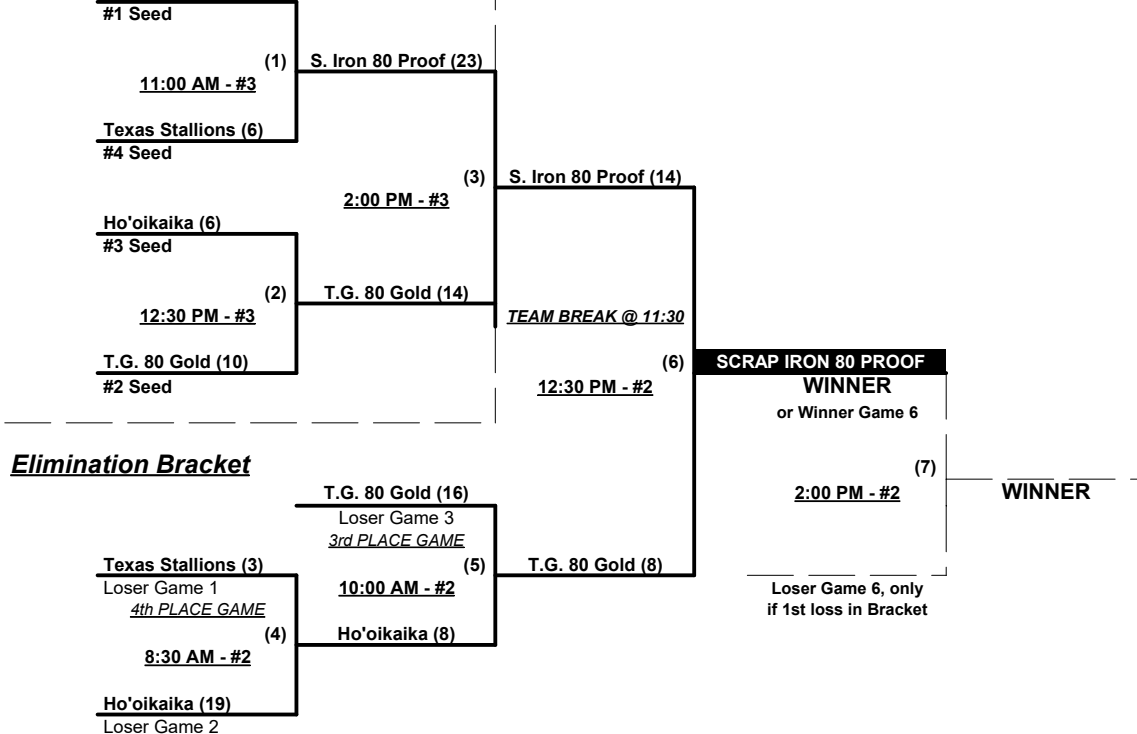 #1 Seed
(1) S. Iron 80 Proof (23)
11:00 AM - #3
Texas Stallions (6)
#4 Seed
(3) S. Iron 80 Proof (14)
2:00 PM - #3
Ho'oikaika (6)
#3 Seed
(2) T.G. 80 Gold (14)
12:30 PM - #3
TEAM BREAK @ 11:30
T.G. 80 Gold (10)
(6) SCRAP IRON 80 PROOF
#2 Seed
12:30 PM - #2
WINNER
or Winner Game 6
Elimination Bracket
(7)
T.G. 80 Gold (16)
2:00 PM - #2
WINNER
Loser Game 3
3rd PLACE GAME
Texas Stallions (3)
(5) T.G. 80 Gold (8)
Loser Game 1
10:00 AM - #2
Loser Game 6, only
if 1st loss in Bracket
4th PLACE GAME
(4) Ho'oikaika (8)
8:30 AM - #2
Ho'oikaika (19)
Loser Game 2